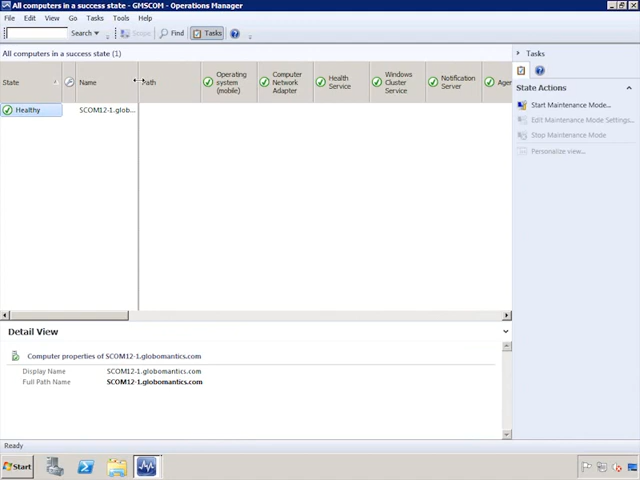 All computers in a success state - GMSCOM - Operations Manager
File Edit View Go Tasks Tools Help
Search Scope Find Tasks
All computers in a success state (1)
State Name Path Operating system (mobile) Computer Network Adapter Health Service Windows Cluster Service Notification Server Agen
Healthy SCOM12-1.glob...
Tasks
State Actions
Start Maintenance Mode...
Edit Maintenance Mode Settings...
Stop Maintenance Mode
Personalize view...
Detail View
Computer properties of SCOM12-1.globomantics.com
Display Name SCOM12-1.globomantics.com
Full Path Name SCOM12-1.globomantics.com
Ready
Start